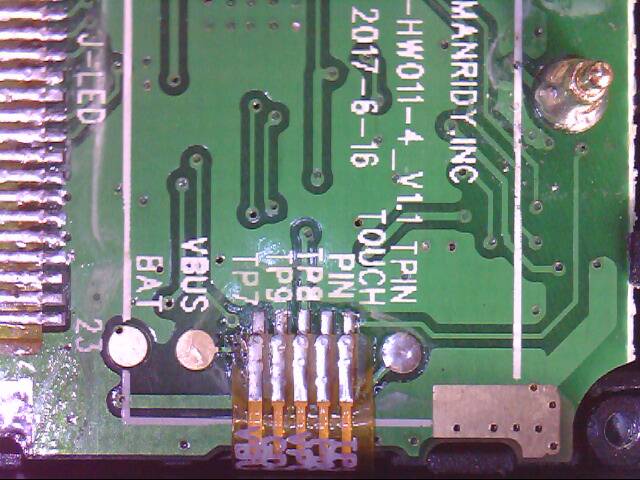 MANRIDY.INC
-HW011-4_V1.1
2017-6-16
J-LED
TPIN
TOUCH
PIN
TP8
TP9
TP7
VBUS
BAT
23